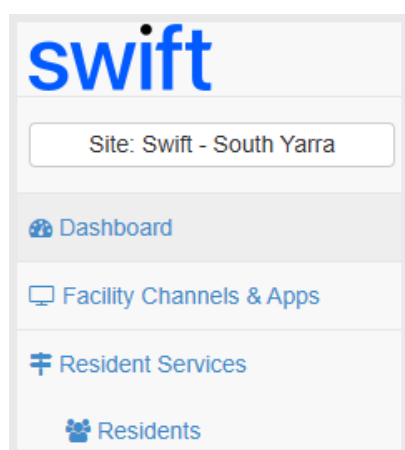 swift
Site: Swift - South Yarra
Dashboard
Facility Channels & Apps
Resident Services
Residents